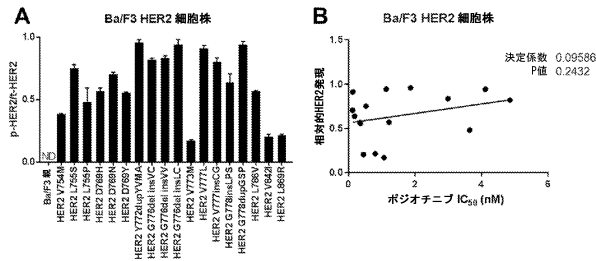 A
Ba/F3 HER2 細胞株
p-HER2/t-HER2
1.0
0.5
0.0
ND
Ba/F3 親
HER2 V754M
HER2 L755S
HER2 L755P
HER2 D769H
HER2 D769N
HER2 D769Y
HER2 Y772dupYVMA
HER2 G776del insVC
HER2 G776del insVV
HER2 G776del insLC
HER2 V773M
HER2 V777L
HER2 V777insCG
HER2 G778insLPS
HER2 G778dupGSP
HER2 L786V
HER2 V842I
HER2 L869R
B
Ba/F3 HER2 細胞株
決定係数 0.09586
P値 0.2432
相対的HER2発現
1.5
1.0
0.5
0.0
0
2
4
6
ポジオチニブ IC50 (nM)